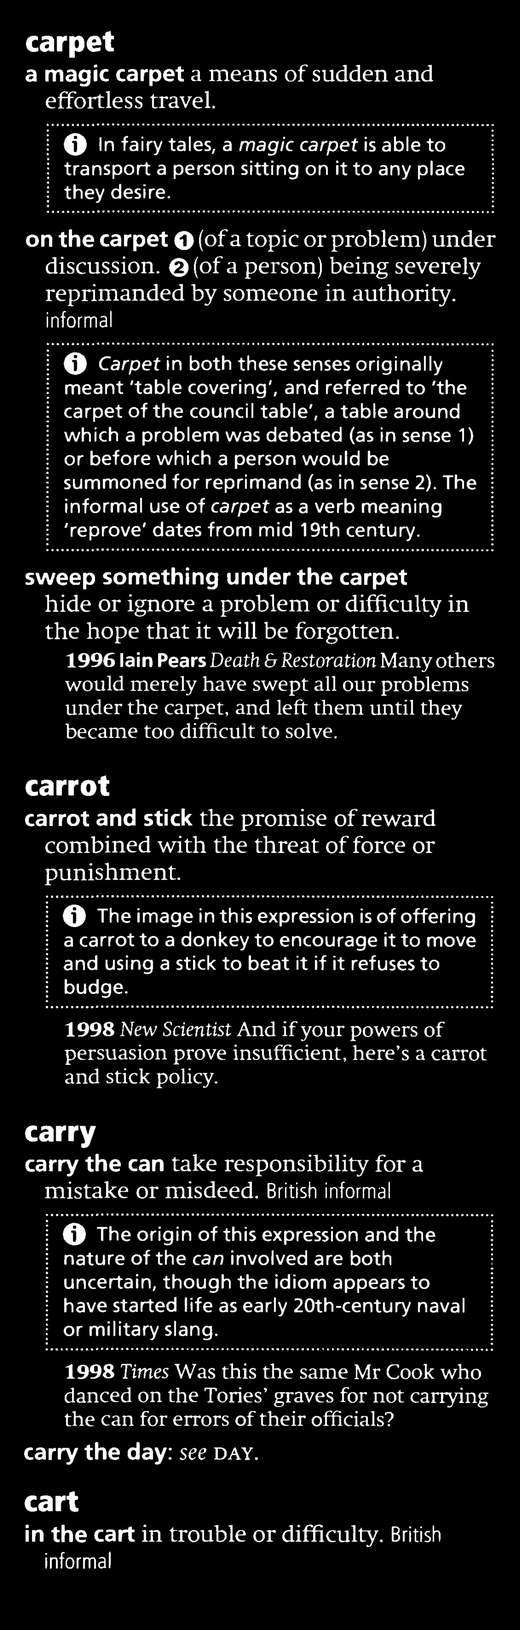 carpet
a magic carpet a means of sudden and
effortless travel.
i In fairy tales, a magic carpet is able to
transport a person sitting on it to any place
they desire.
on the carpet 1 (of a topic or problem) under
discussion. 2 (of a person) being severely
reprimanded by someone in authority.
informal
i Carpet in both these senses originally
meant ‘table covering’, and referred to ‘the
carpet of the council table’, a table around
which a problem was debated (as in sense 1)
or before which a person would be
summoned for reprimand (as in sense 2). The
informal use of carpet as a verb meaning
‘reprove’ dates from mid 19th century.
sweep something under the carpet
hide or ignore a problem or difficulty in
the hope that it will be forgotten.
1996 Iain Pears Death & Restoration Many others
would merely have swept all our problems
under the carpet, and left them until they
became too difficult to solve.
carrot
carrot and stick the promise of reward
combined with the threat of force or
punishment.
i The image in this expression is of offering
a carrot to a donkey to encourage it to move
and using a stick to beat it if it refuses to
budge.
1998 New Scientist And if your powers of
persuasion prove insufficient, here’s a carrot
and stick policy.
carry
carry the can take responsibility for a
mistake or misdeed. British informal
i The origin of this expression and the
nature of the can involved are both
uncertain, though the idiom appears to
have started life as early 20th-century naval
or military slang.
1998 Times Was this the same Mr Cook who
danced on the Tories’ graves for not carrying
the can for errors of their officials?
carry the day: see DAY.
cart
in the cart in trouble or difficulty. British
informal